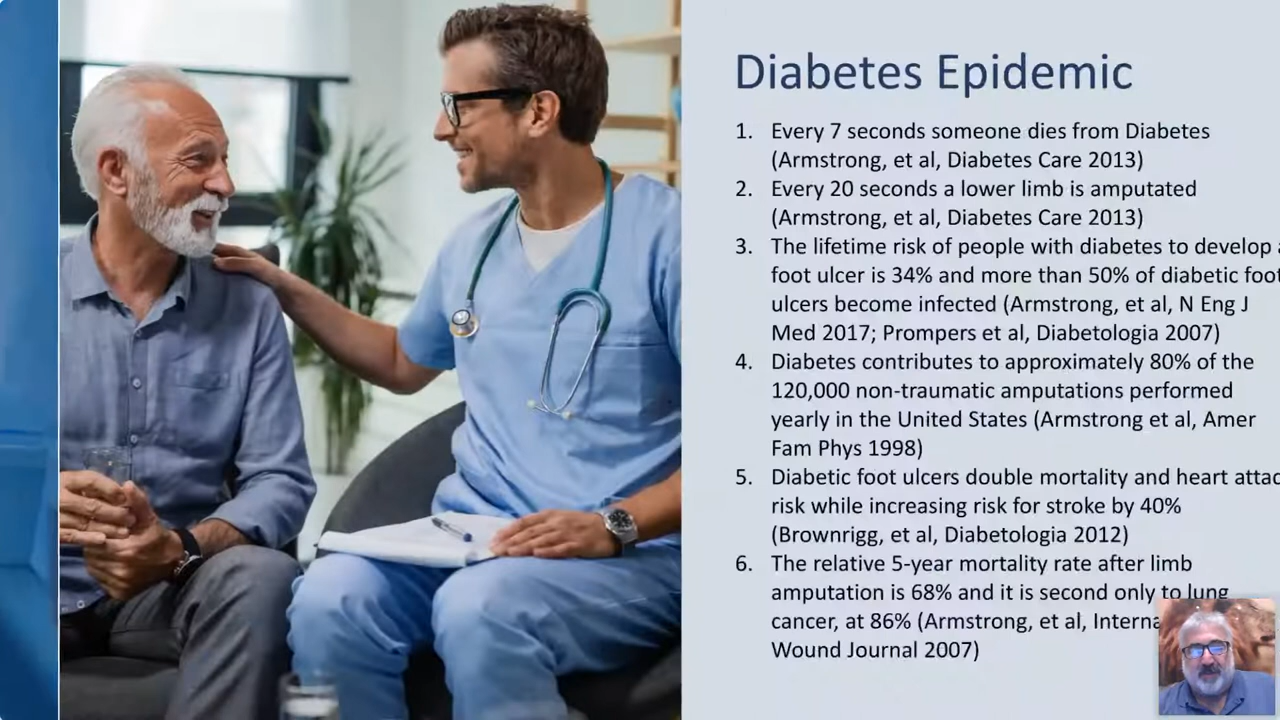 Diabetes Epidemic
1. Every 7 seconds someone dies from Diabetes
(Armstrong, et al, Diabetes Care 2013)
2. Every 20 seconds a lower limb is amputated
(Armstrong, et al, Diabetes Care 2013)
3. The lifetime risk of people with diabetes to develop
foot ulcer is 34% and more than 50% of diabetic foot
ulcers become infected (Armstrong, et al, N Eng J
Med 2017; Prompers et al, Diabetologia 2007)
4. Diabetes contributes to approximately 80% of the
120,000 non-traumatic amputations performed
yearly in the United States (Armstrong et al, Amer
Fam Phys 1998)
5. Diabetic foot ulcers double mortality and heart attac
risk while increasing risk for stroke by 40%
(Brownrigg, et al, Diabetologia 2012)
6. The relative 5-year mortality rate after limb
amputation is 68% and it is second only to lung
cancer, at 86% (Armstrong, et al, Interna
Wound Journal 2007)